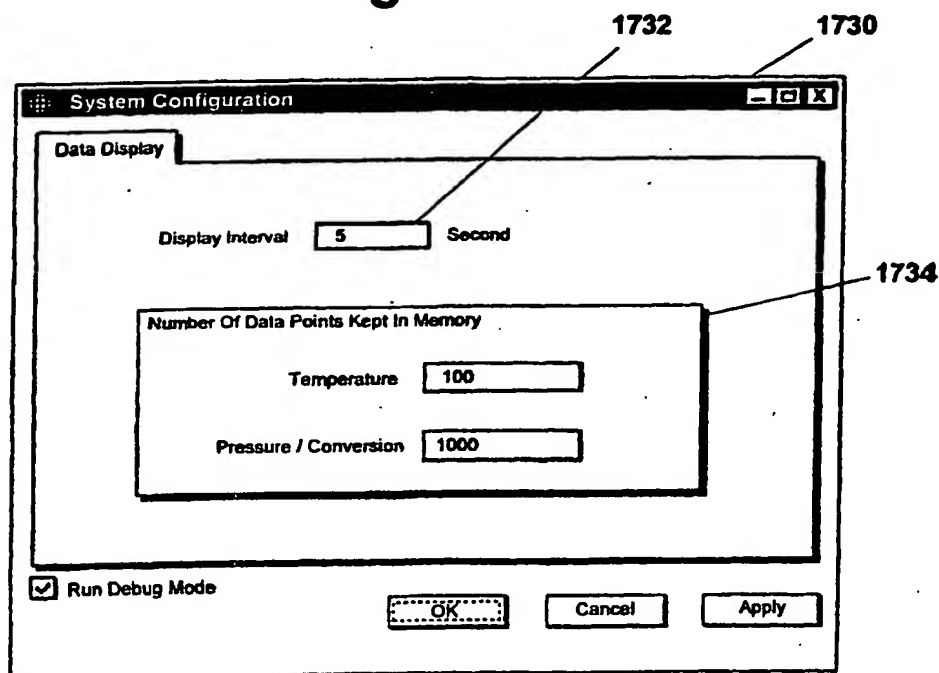 1732 1730
System Configuration
Data Display
Display Interval 5 Second
1734
Number Of Data Points Kept In Memory
Temperature 100
Pressure / Conversion 1000
Run Debug Mode
OK Cancel Apply